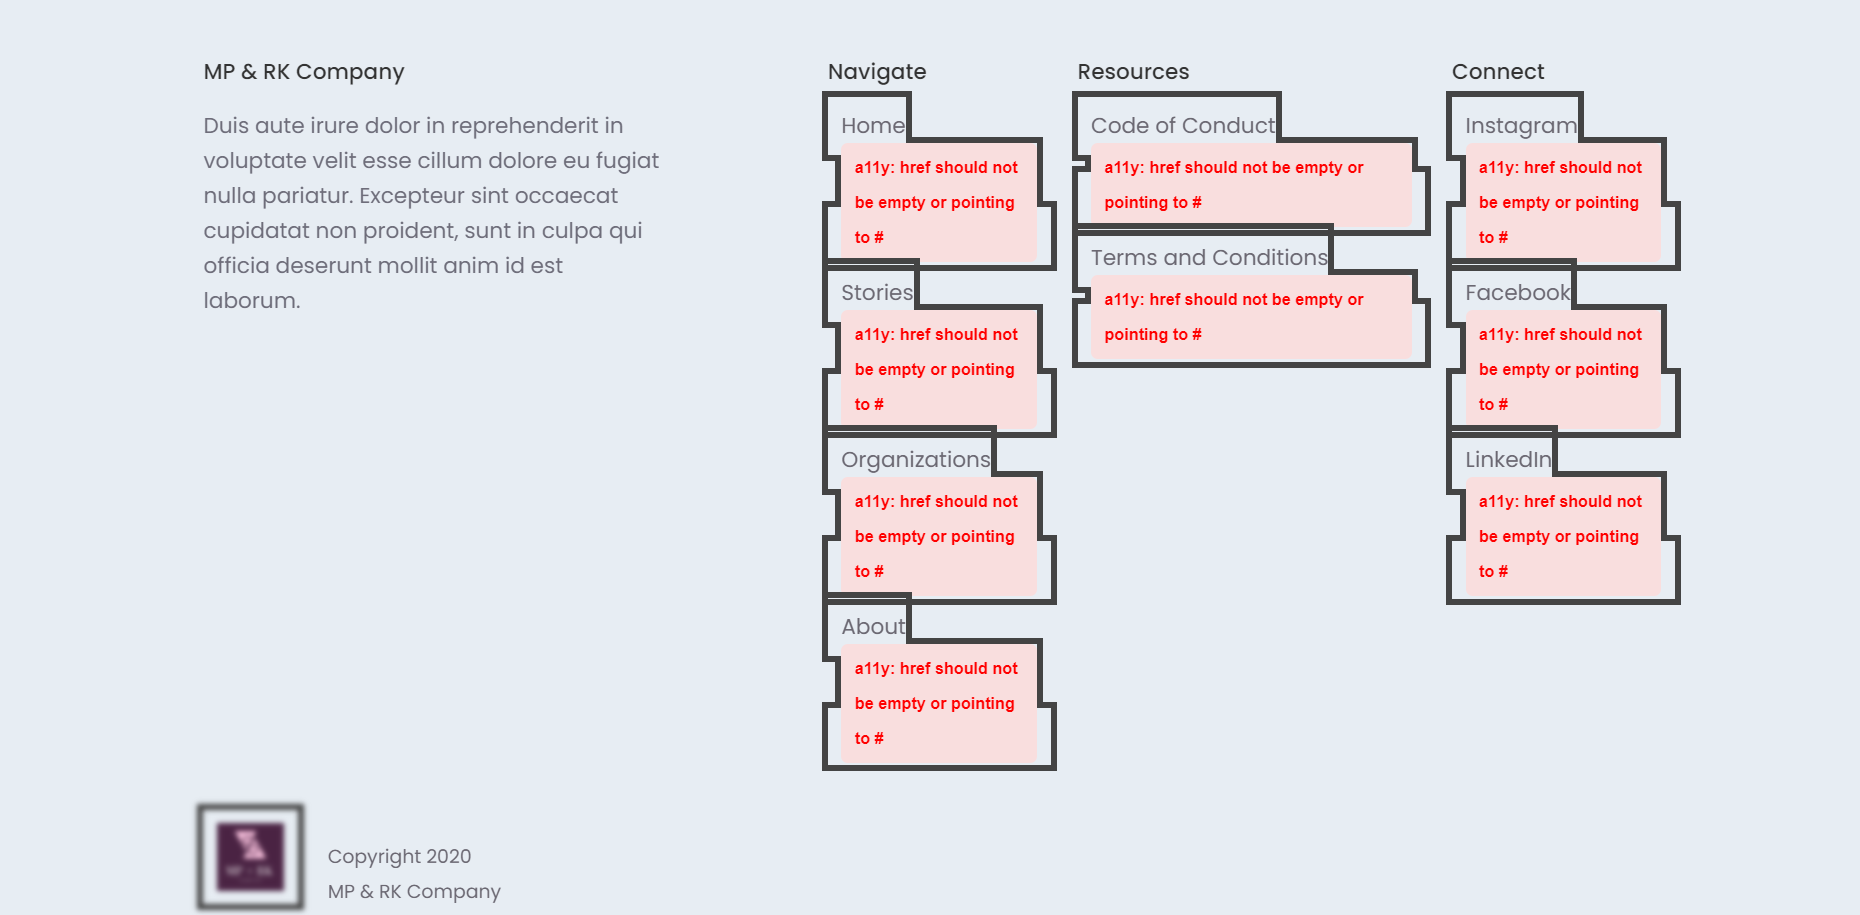 MP & RK Company
Duis aute irure dolor in reprehenderit in
voluptate velit esse cillum dolore eu fugiat
nulla pariatur. Excepteur sint occaecat
cupidatat non proident, sunt in culpa qui
officia deserunt mollit anim id est
laborum.
Navigate
Home
a11y: href should not
be empty or pointing
to #
Stories
a11y: href should not
be empty or pointing
to #
Organizations
a11y: href should not
be empty or pointing
to #
About
a11y: href should not
be empty or pointing
to #
Resources
Code of Conduct
a11y: href should not be empty or
pointing to #
Terms and Conditions
a11y: href should not be empty or
pointing to #
Connect
Instagram
a11y: href should not
be empty or pointing
to #
Facebook
a11y: href should not
be empty or pointing
to #
LinkedIn
a11y: href should not
be empty or pointing
to #
Copyright 2020
MP & RK Company